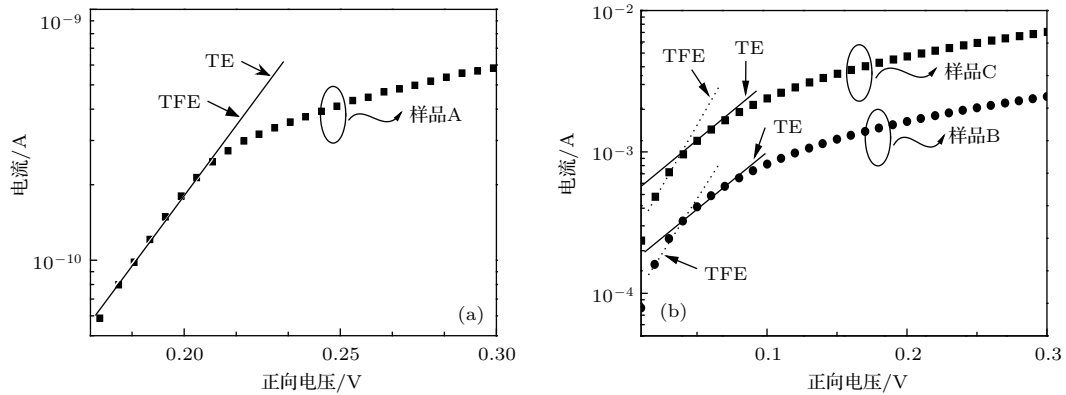 10⁻⁹
10⁻¹⁰
电流/A
TE
TFE
样品A
(a)
0.20
0.25
0.30
正向电压/V
10⁻²
10⁻³
10⁻⁴
电流/A
TFE
TE
样品C
TE
样品B
TFE
(b)
0.1
0.2
0.3
正向电压/V